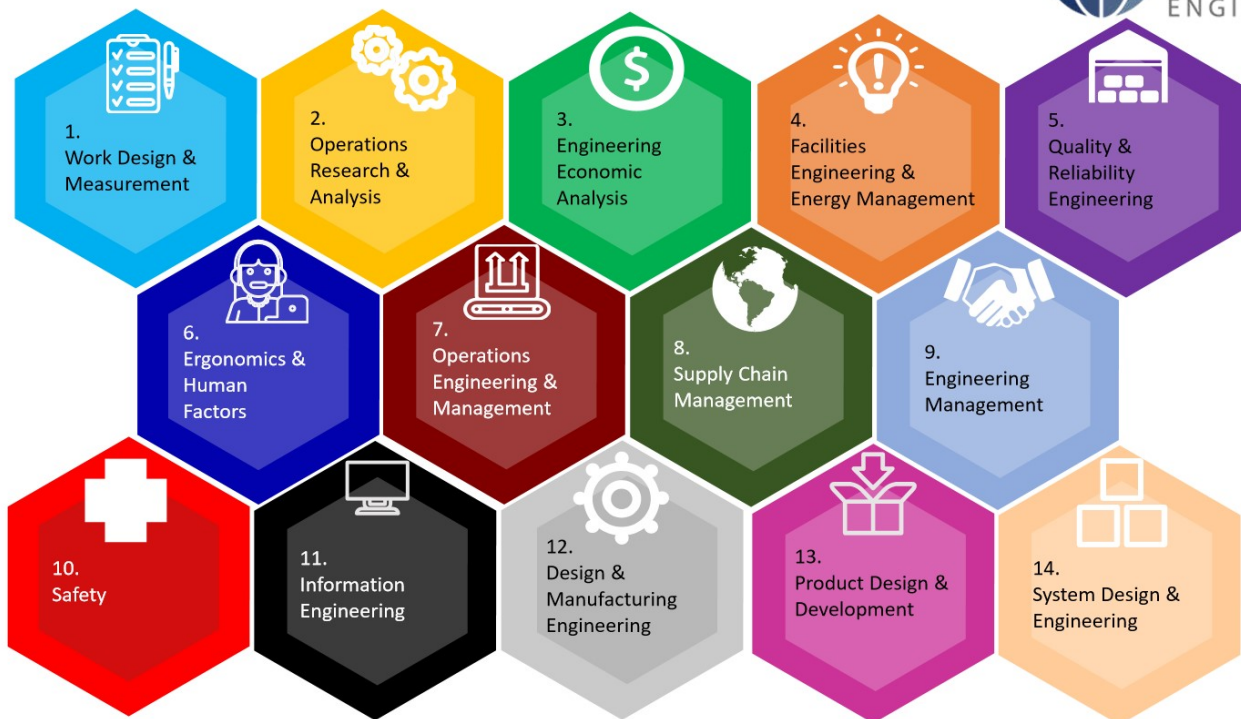 ENGI
1.
Work Design &
Measurement
2.
Operations
Research &
Analysis
3.
Engineering
Economic
Analysis
4.
Facilities
Engineering &
Energy Management
5.
Quality &
Reliability
Engineering
6.
Ergonomics &
Human
Factors
7.
Operations
Engineering &
Management
8.
Supply Chain
Management
9.
Engineering
Management
10.
Safety
11.
Information
Engineering
12.
Design &
Manufacturing
Engineering
13.
Product Design &
Development
14.
System Design &
Engineering